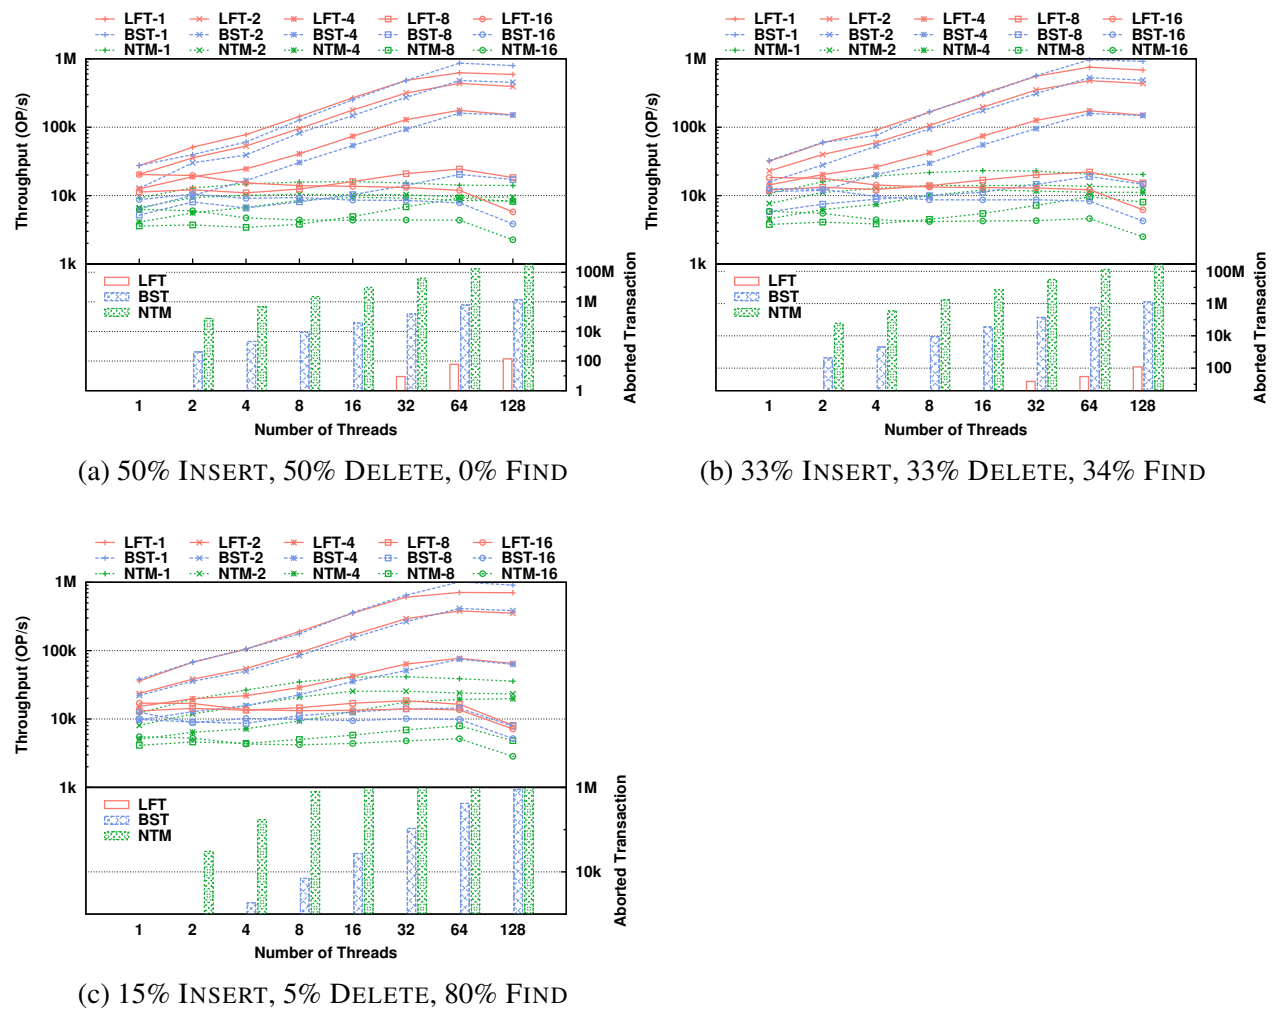 LFT-1 LFT-2 LFT-4 LFT-8 LFT-16
BST-1 BST-2 BST-4 BST-8 BST-16
NTM-1 NTM-2 NTM-4 NTM-8 NTM-16
1M
100k
10k
1k
Throughput (OP/s)
LFT
BST
NTM
100M
1M
10k
100
1
Aborted Transaction
1 2 4 8 16 32 64 128
Number of Threads
(a) 50% INSERT, 50% DELETE, 0% FIND
LFT-1 LFT-2 LFT-4 LFT-8 LFT-16
BST-1 BST-2 BST-4 BST-8 BST-16
NTM-1 NTM-2 NTM-4 NTM-8 NTM-16
1M
100k
10k
1k
Throughput (OP/s)
LFT
BST
NTM
100M
1M
10k
100
Aborted Transaction
1 2 4 8 16 32 64 128
Number of Threads
(b) 33% INSERT, 33% DELETE, 34% FIND
LFT-1 LFT-2 LFT-4 LFT-8 LFT-16
BST-1 BST-2 BST-4 BST-8 BST-16
NTM-1 NTM-2 NTM-4 NTM-8 NTM-16
1M
100k
10k
1k
Throughput (OP/s)
LFT
BST
NTM
1M
10k
Aborted Transaction
1 2 4 8 16 32 64 128
Number of Threads
(c) 15% INSERT, 5% DELETE, 80% FIND